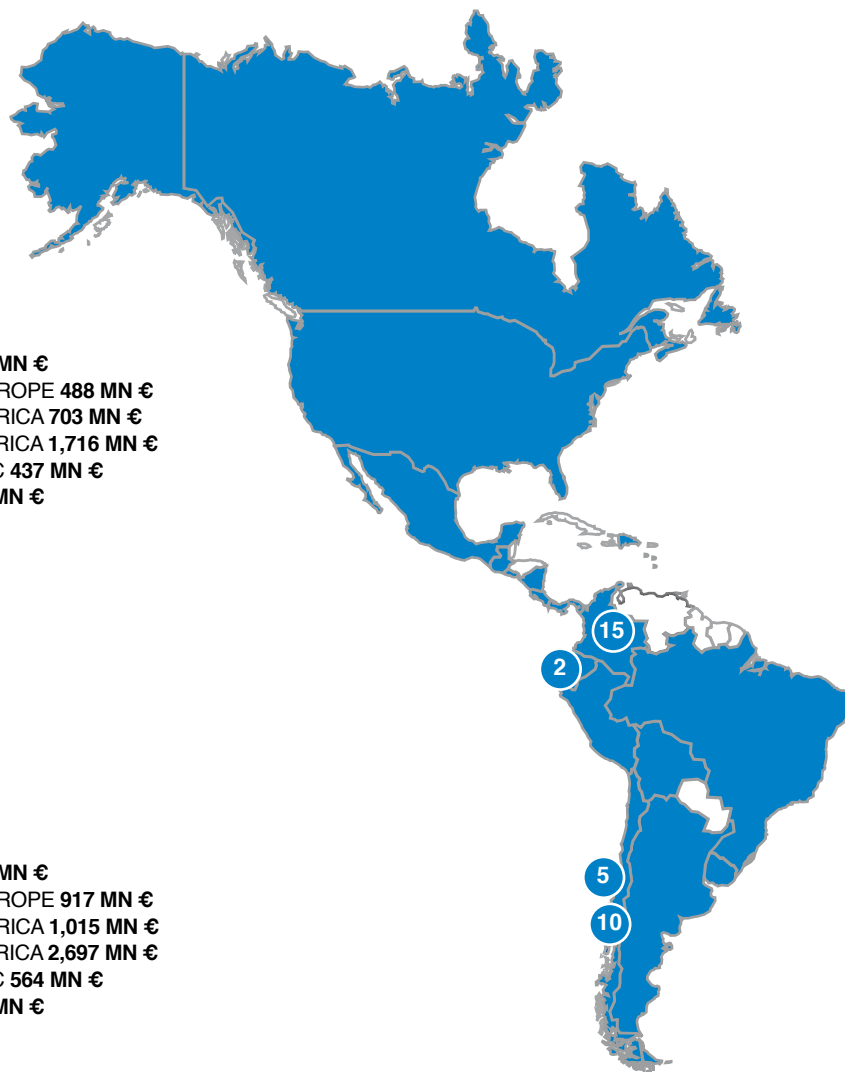 MN €
ROPE 488 MN €
RICA 703 MN €
RICA 1,716 MN €
C 437 MN €
MN €
15
2
MN €
ROPE 917 MN €
RICA 1,015 MN €
RICA 2,697 MN €
C 564 MN €
MN €
5
10